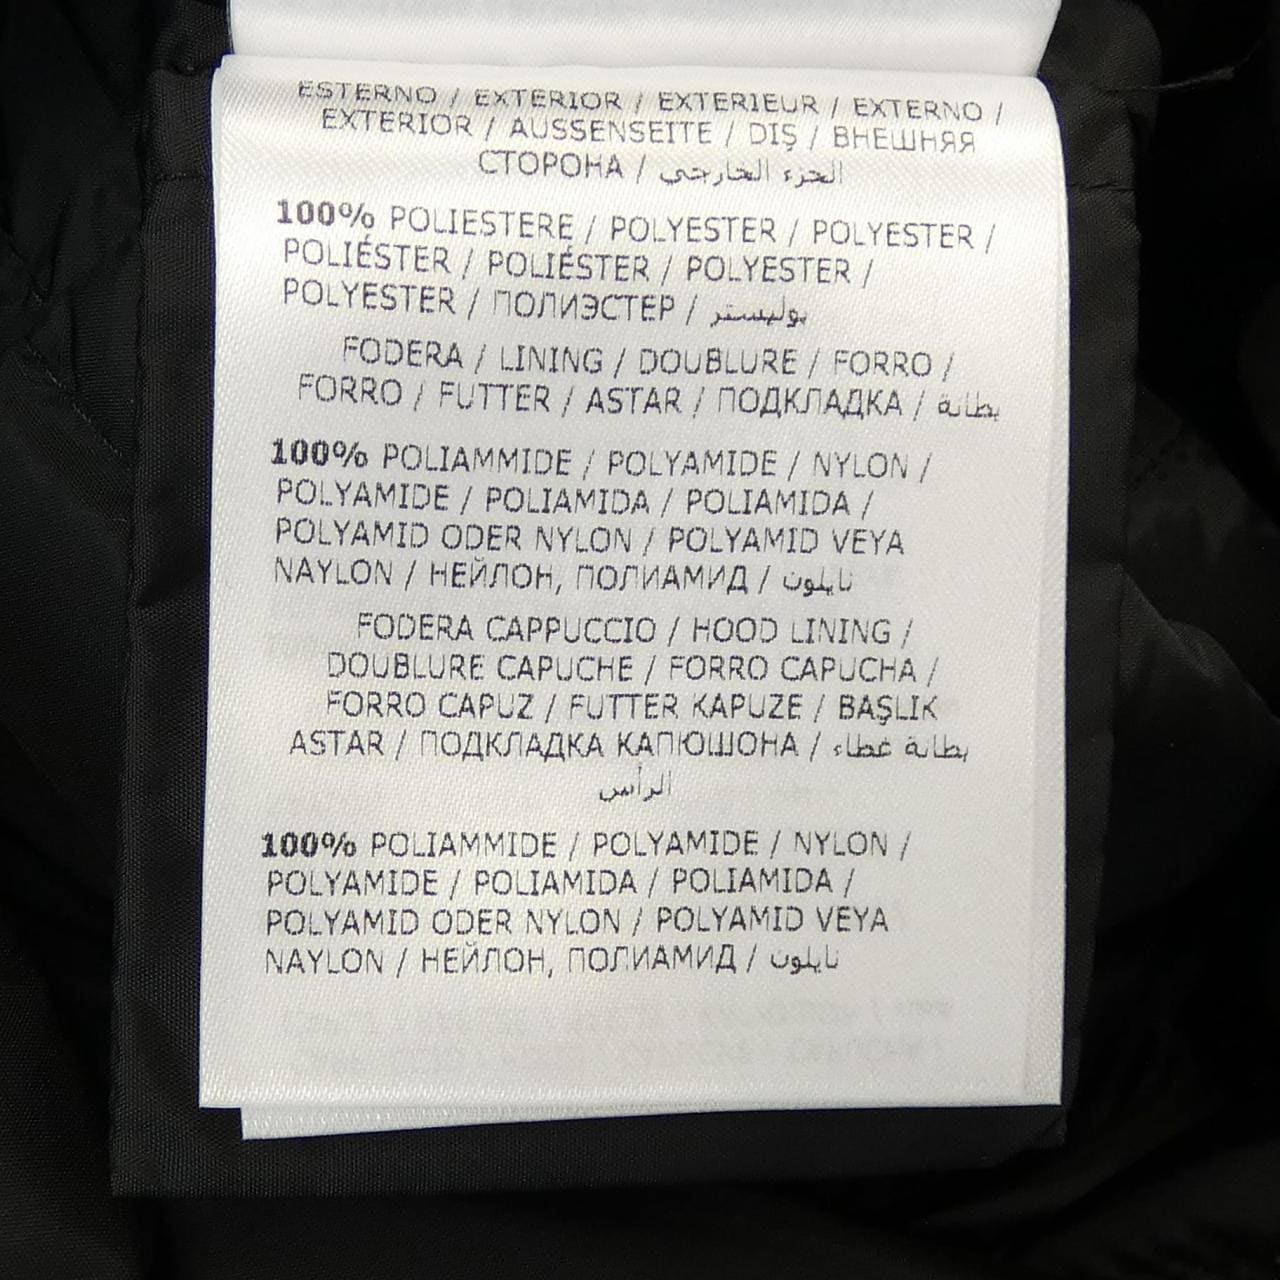 ESTERNO / EXTERIOR / EXTERIEUR / EXTERNO /
EXTERIOR / AUSSENSEITE / DIŞ / ВНЕШНЯЯ
СТОРОНА / الجزء الخارجي
100% POLIESTERE / POLYESTER / POLYESTER /
POLIÉSTER / POLIÉSTER / POLYESTER /
POLYESTER / ПОЛИЭСТЕР / بوليستر
FODERA / LINING / DOUBLURE / FORRO /
FORRO / FUTTER / ASTAR / ПОДКЛАДКА / بطانة
100% POLIAMMIDE / POLYAMIDE / NYLON /
POLYAMIDE / POLIAMIDA / POLIAMIDA /
POLYAMID ODER NYLON / POLYAMID VEYA
NAYLON / НЕЙЛОН, ПОЛИАМИД / نايلون
FODERA CAPPUCCIO / HOOD LINING /
DOUBLURE CAPUCHE / FORRO CAPUCHA /
FORRO CAPUZ / FUTTER KAPUZE / BAŞLIK
ASTAR / ПОДКЛАДКА КАПЮШОНА / بطانة غطاء
الرأس
100% POLIAMMIDE / POLYAMIDE / NYLON /
POLYAMIDE / POLIAMIDA / POLIAMIDA /
POLYAMID ODER NYLON / POLYAMID VEYA
NAYLON / НЕЙЛОН, ПОЛИАМИД / نايلون